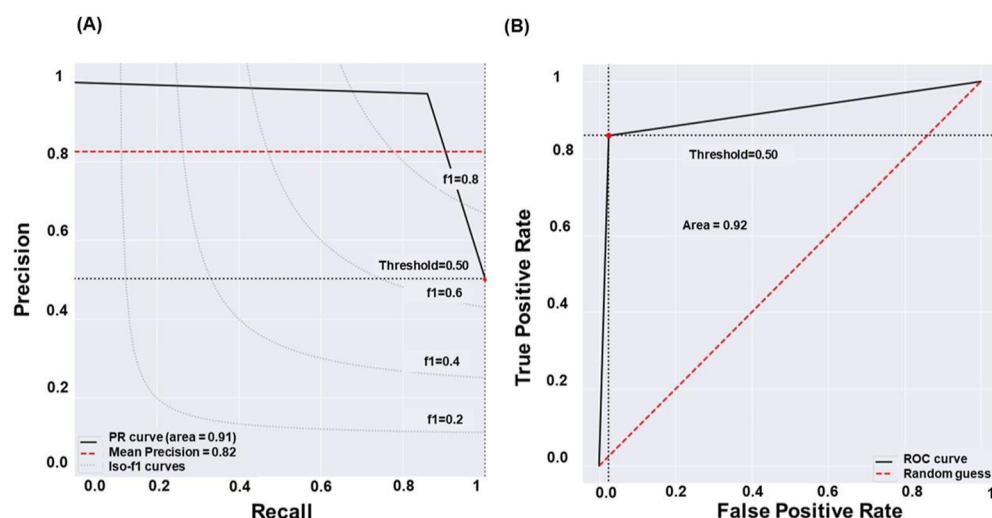 (A)
1
0.8
0.6
0.4
0.2
0.0
Precision
f1=0.8
Threshold=0.50
f1=0.6
f1=0.4
f1=0.2
PR curve (area = 0.91)
Mean Precision = 0.82
Iso-f1 curves
0.0 0.2 0.4 0.6 0.8 1
Recall
(B)
1
0.8
0.6
0.4
0.2
0.0
True Positive Rate
Threshold=0.50
Area = 0.92
ROC curve
Random guess
0.0 0.2 0.4 0.6 0.8 1
False Positive Rate